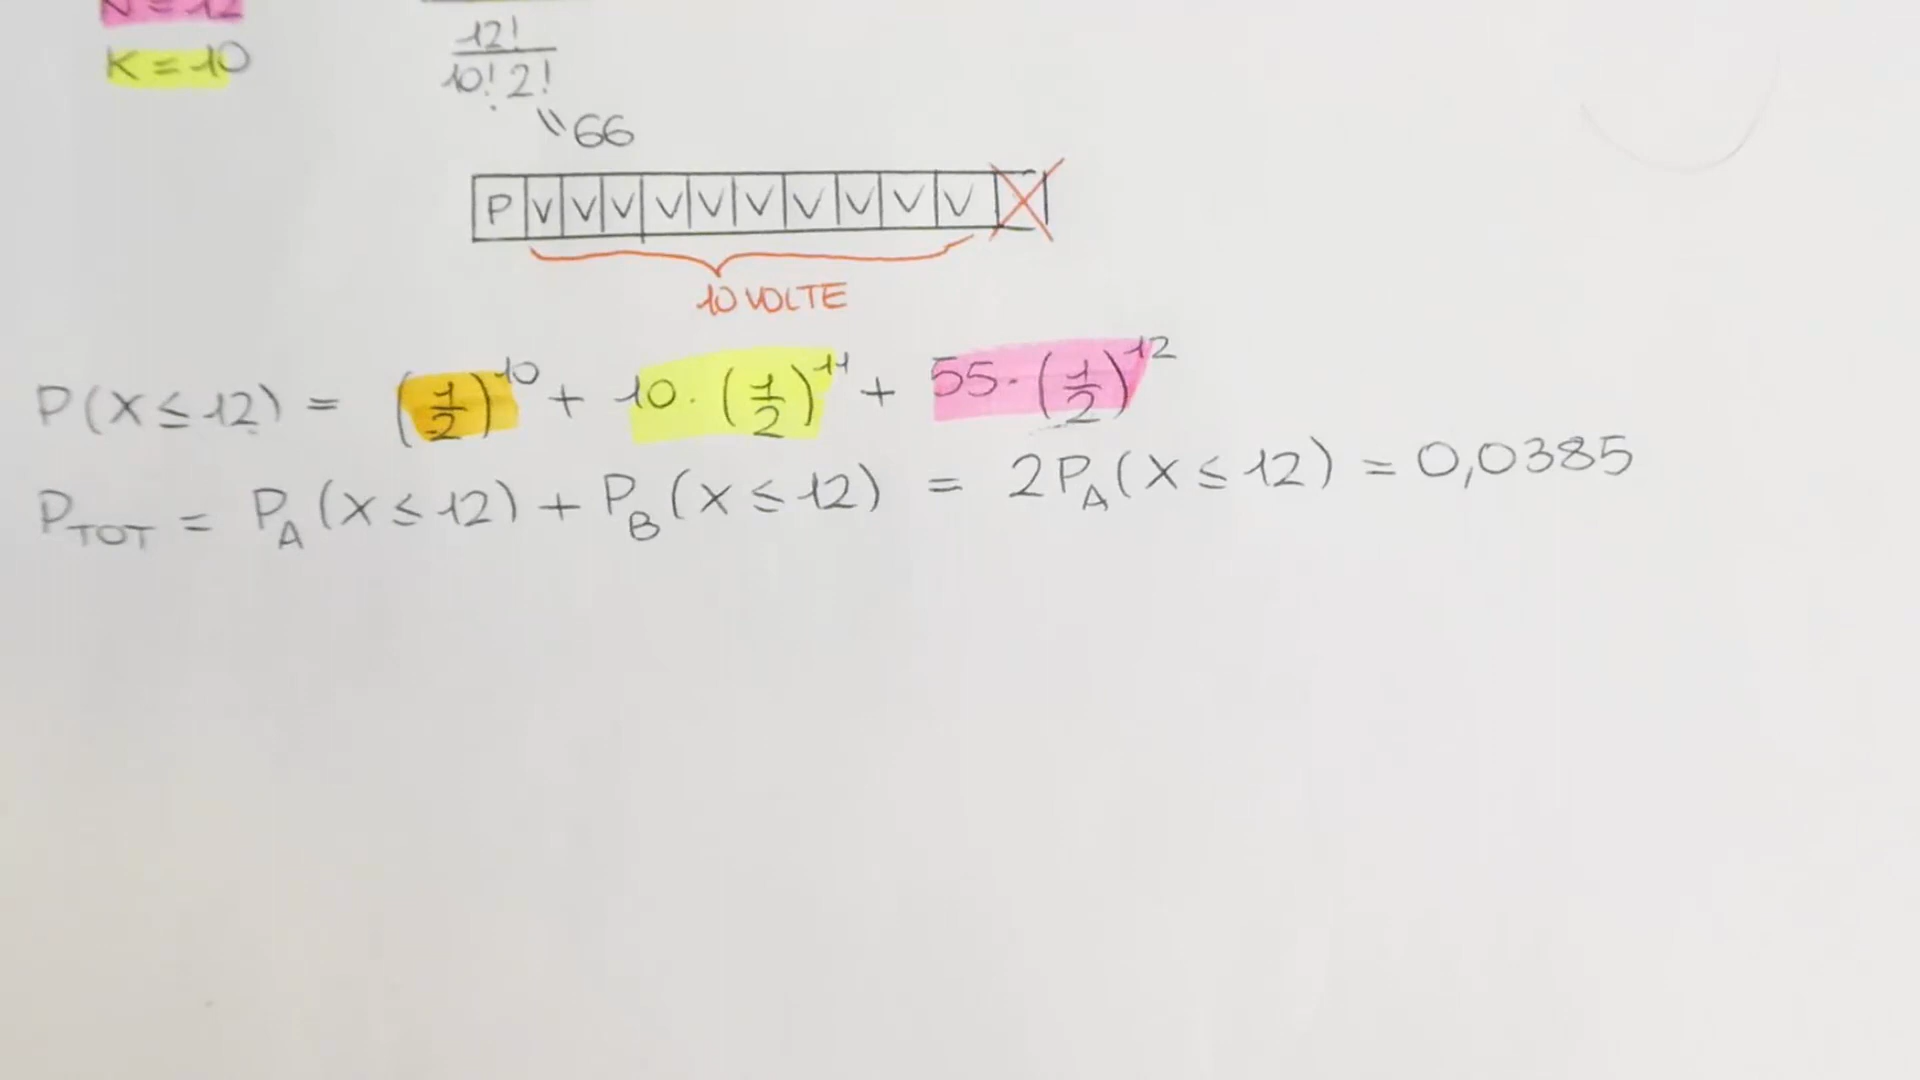 N = 12
K = 10
12!
10! 2!
" 66
P V V V V V V V V V V X
10 VOLTE
P(X ≤ 12) = (1/2)^10 + 10 · (1/2)^11 + 55 · (1/2)^12
P_TOT = P_A (X ≤ 12) + P_B (X ≤ 12) = 2P_A (X ≤ 12) = 0,0385